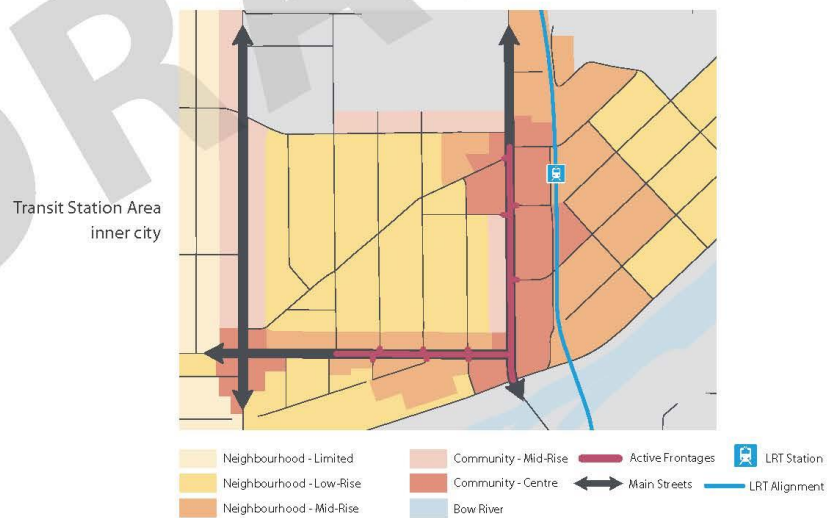 DRA
Transit Station Area
inner city
Neighbourhood - Limited
Neighbourhood - Low-Rise
Neighbourhood - Mid-Rise
Community - Mid-Rise
Community - Centre
Bow River
Active Frontages
Main Streets
LRT Station
LRT Alignment